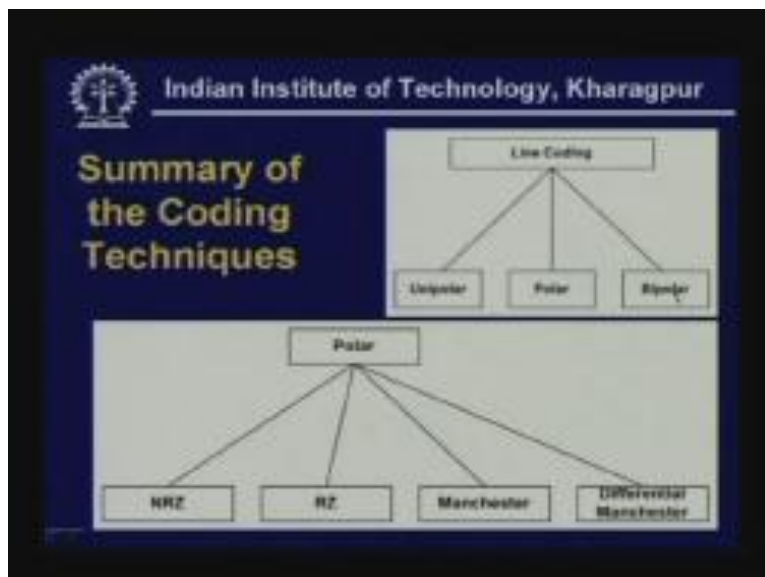 Indian Institute of Technology, Kharagpur
Summary of
the Coding
Techniques
Line Coding
Unipolar
Polar
Bipolar
Polar
NRZ
RZ
Manchester
Differential
Manchester